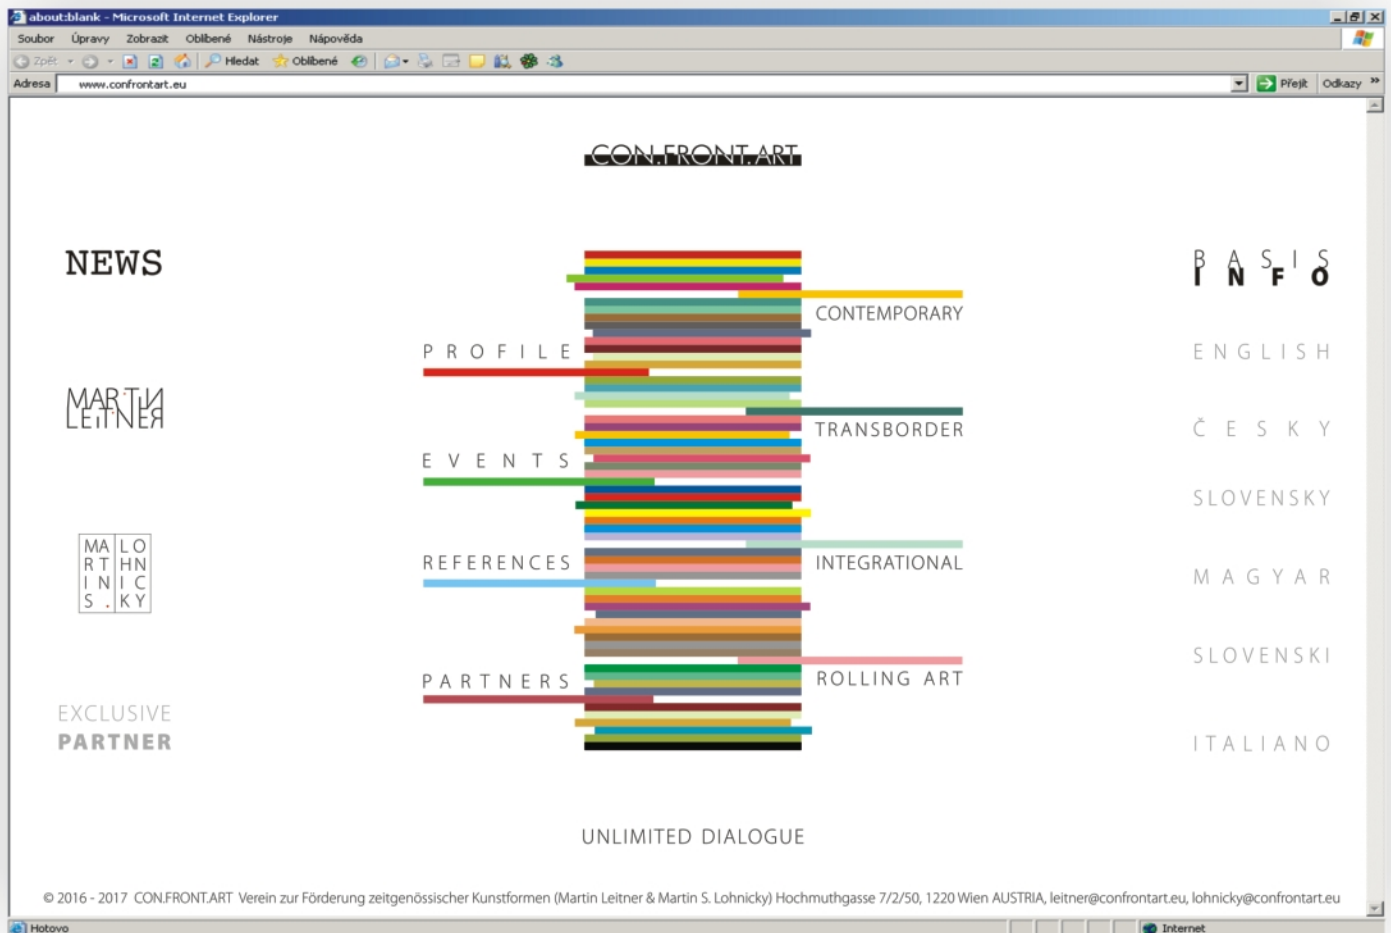 about:blank - Microsoft Internet Explorer
Soubor Úpravy Zobrazit Oblíbené Nástroje Nápověda
Zpět Hledat Oblíbené
Adresa www.confrontart.eu Přejít Odkazy »
CON.FRONT.ART
NEWS
MARTIN
LEITNER
MA LO
RT HN
IN IC
S. KY
EXCLUSIVE
PARTNER
PROFILE
EVENTS
REFERENCES
PARTNERS
CONTEMPORARY
TRANSBORDER
INTEGRATIONAL
ROLLING ART
BASIS
INFO
ENGLISH
ČESKY
SLOVENSKY
MAGYAR
SLOVENSKI
ITALIANO
UNLIMITED DIALOGUE
© 2016 - 2017 CON.FRONT.ART Verein zur Förderung zeitgenössischer Kunstformen (Martin Leitner & Martin S. Lohnicky) Hochmuthgasse 7/2/50, 1220 Wien AUSTRIA, leitner@confrontart.eu, lohnicky@confrontart.eu
Hotovo Internet